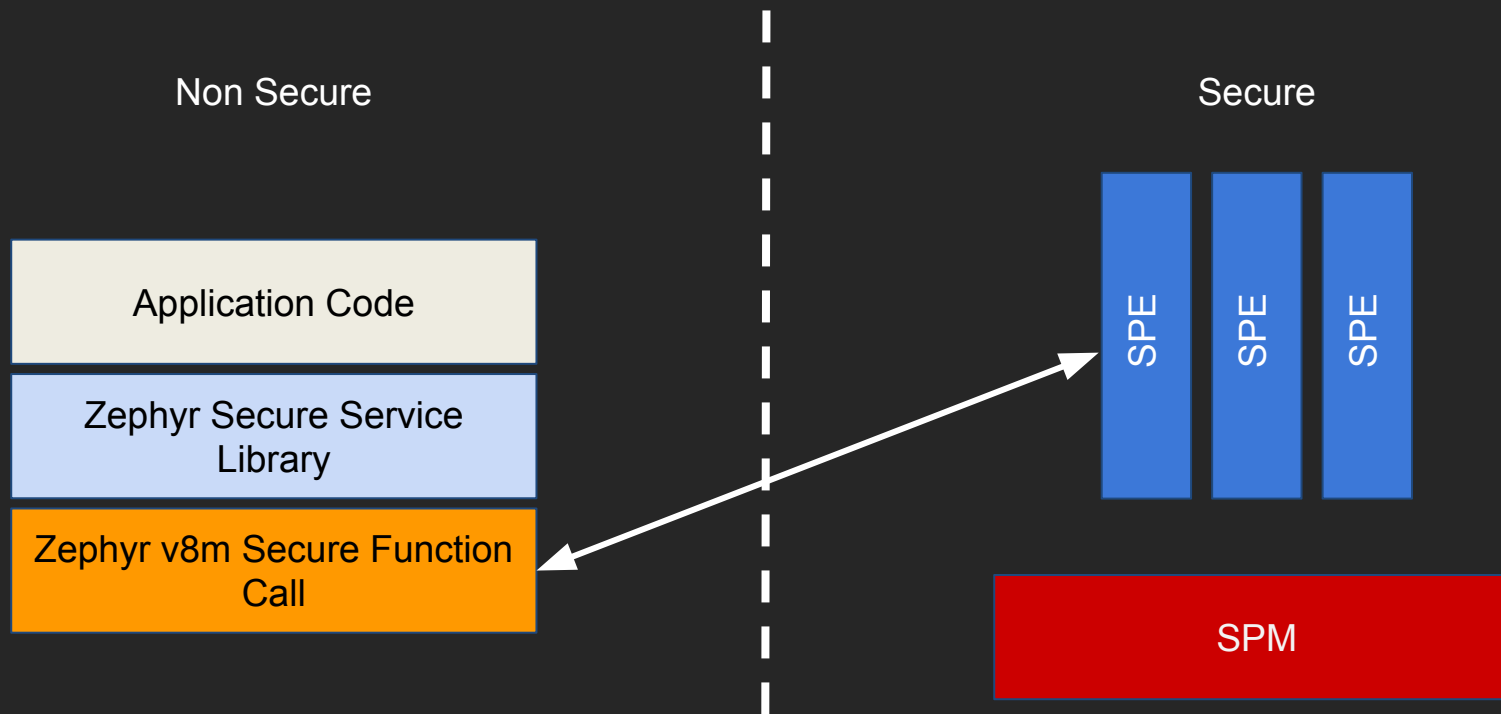 Non Secure
Secure
Application Code
Zephyr Secure Service
Library
Zephyr v8m Secure Function
Call
SPE
SPE
SPE
SPM